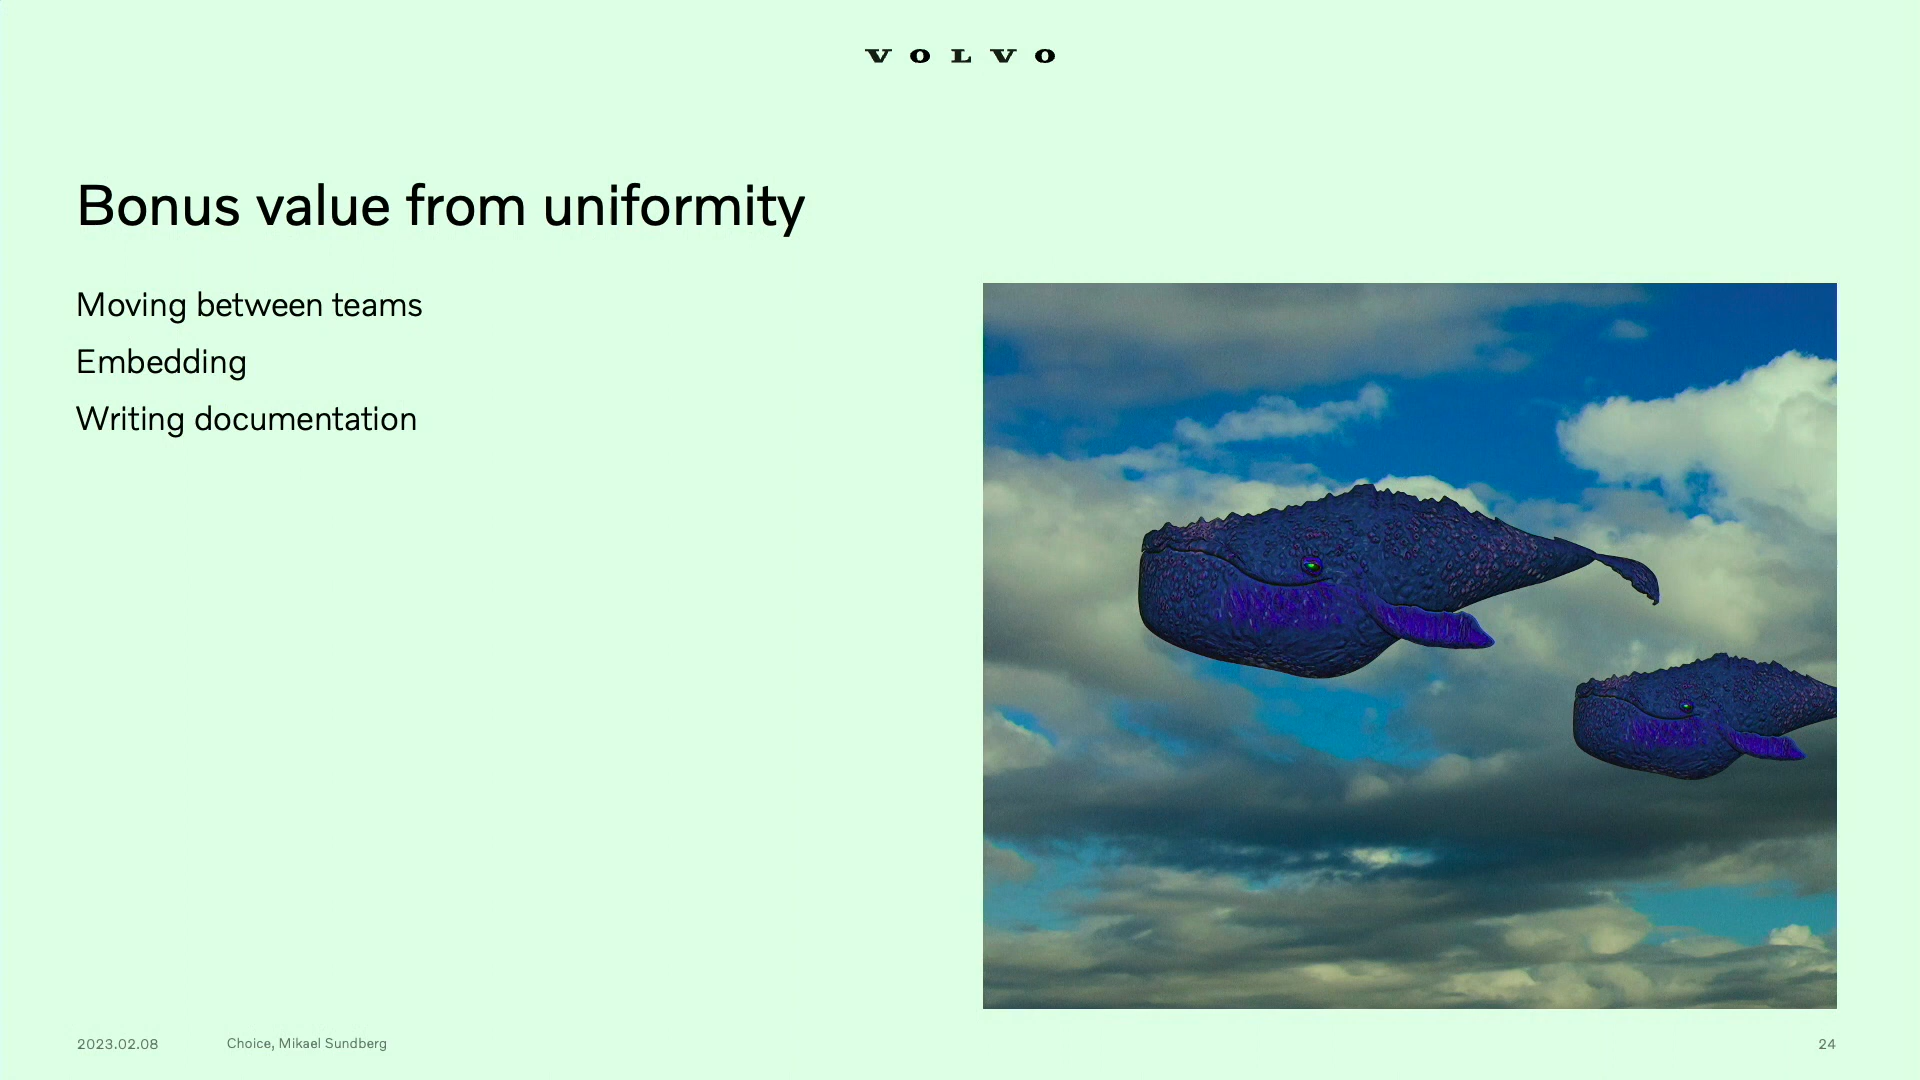 VOLVO
Bonus value from uniformity
Moving between teams
Embedding
Writing documentation
2023.02.08
Choice, Mikael Sundberg
24